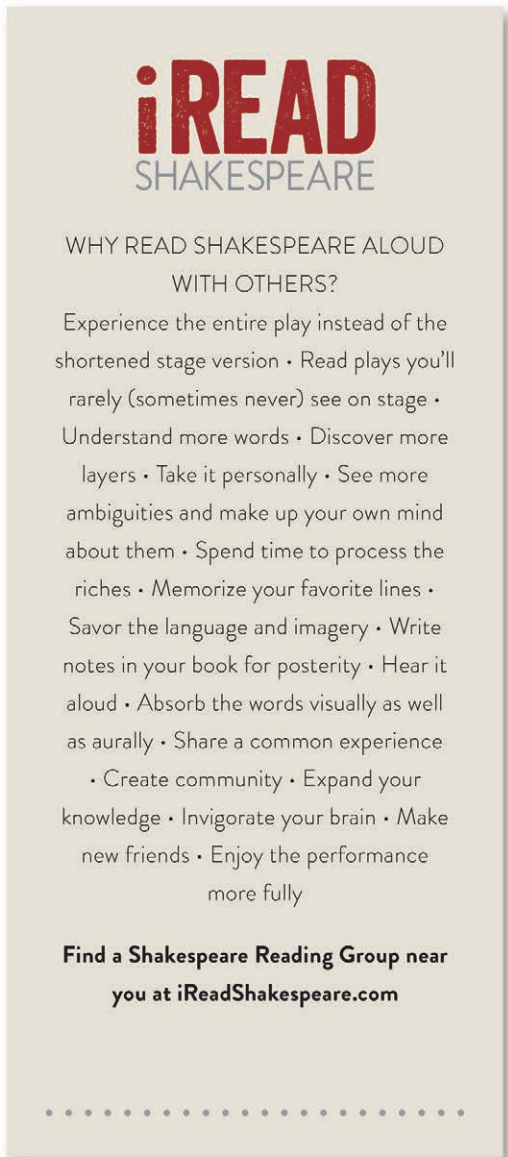 iREAD
SHAKESPEARE
WHY READ SHAKESPEARE ALOUD
WITH OTHERS?
Experience the entire play instead of the
shortened stage version • Read plays you'll
rarely (sometimes never) see on stage •
Understand more words • Discover more
layers • Take it personally • See more
ambiguities and make up your own mind
about them • Spend time to process the
riches • Memorize your favorite lines •
Savor the language and imagery • Write
notes in your book for posterity • Hear it
aloud • Absorb the words visually as well
as aurally • Share a common experience
• Create community • Expand your
knowledge • Invigorate your brain • Make
new friends • Enjoy the performance
more fully
Find a Shakespeare Reading Group near
you at iReadShakespeare.com